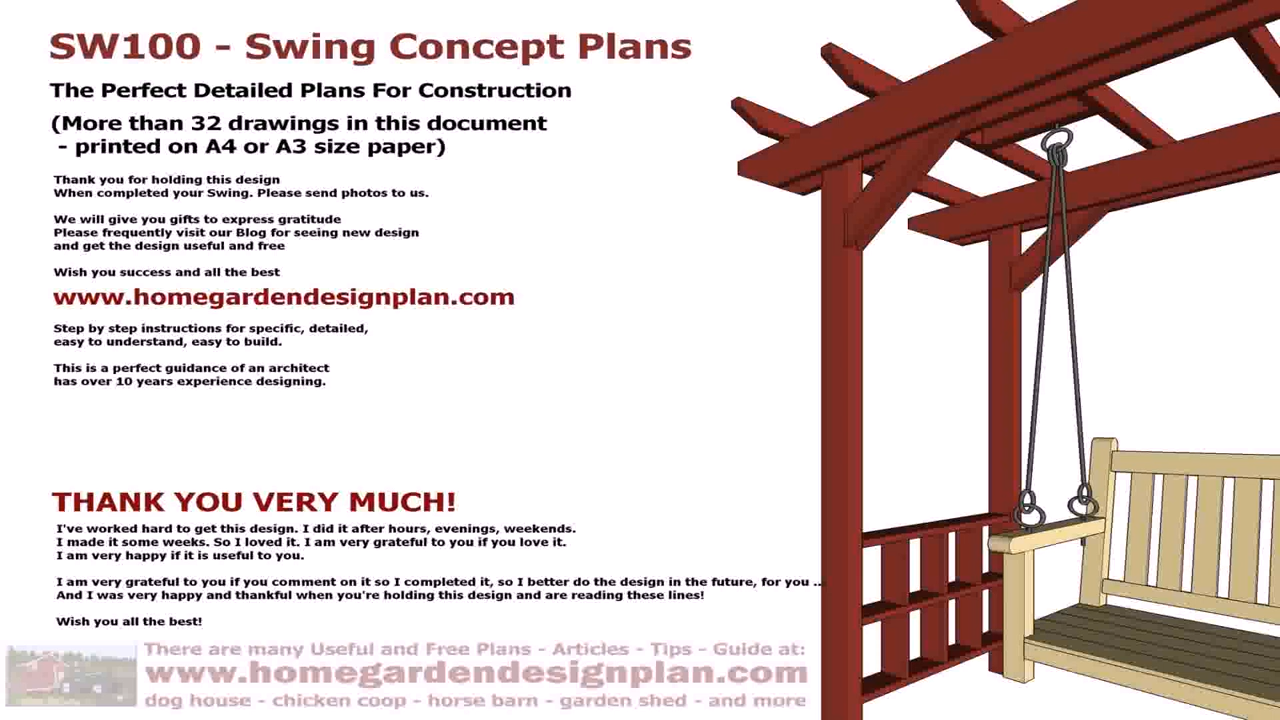 SW100 - Swing Concept Plans
The Perfect Detailed Plans For Construction
(More than 32 drawings in this document
- printed on A4 or A3 size paper)
Thank you for holding this design
When completed your Swing. Please send photos to us.
We will give you gifts to express gratitude
Please frequently visit our Blog for seeing new design
and get the design useful and free
Wish you success and all the best
www.homegardendesignplan.com
Step by step instructions for specific, detailed,
easy to understand, easy to build.
This is a perfect guidance of an architect
has over 10 years experience designing.
THANK YOU VERY MUCH!
I've worked hard to get this design. I did it after hours, evenings, weekends.
I made it some weeks. So I loved it. I am very grateful to you if you love it.
I am very happy if it is useful to you.
I am very grateful to you if you comment on it so I completed it, so I better do the design in the future, for you ...
And I was very happy and thankful when you're holding this design and are reading these lines!
Wish you all the best!
There are many Useful and Free Plans - Articles - Tips - Guide at:
www.homegardendesignplan.com
dog house - chicken coop - horse barn - garden shed - and more